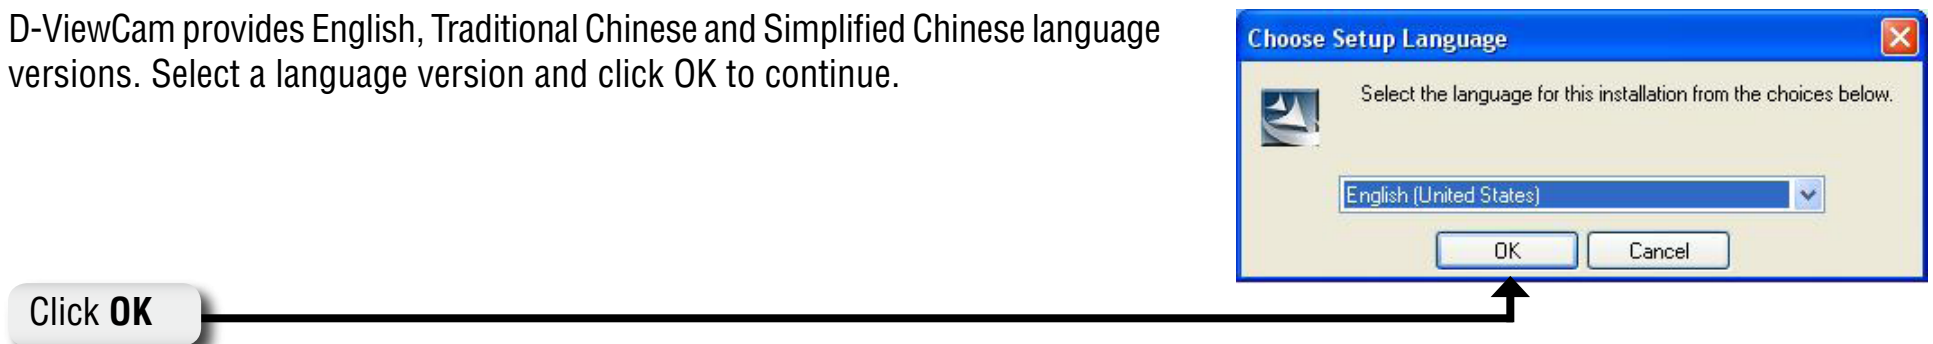 D-ViewCam provides English, Traditional Chinese and Simplified Chinese language
versions. Select a language version and click OK to continue.
Choose Setup Language
Select the language for this installation from the choices below.
English (United States)
OK
Cancel
Click OK